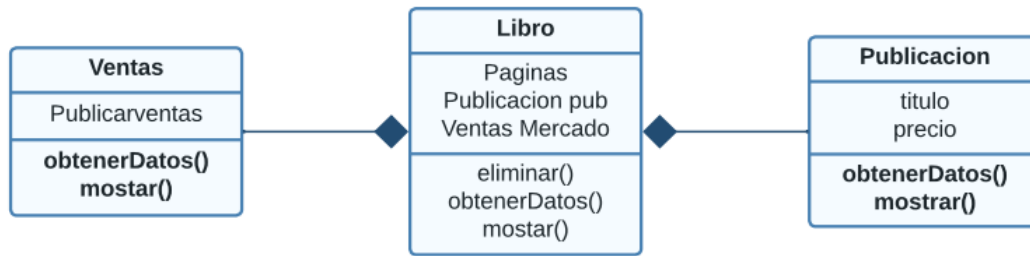 Ventas
Publicarventas
obtenerDatos()
mostar()
Libro
Paginas
Publicacion pub
Ventas Mercado
eliminar()
obtenerDatos()
mostar()
Publicacion
titulo
precio
obtenerDatos()
mostrar()